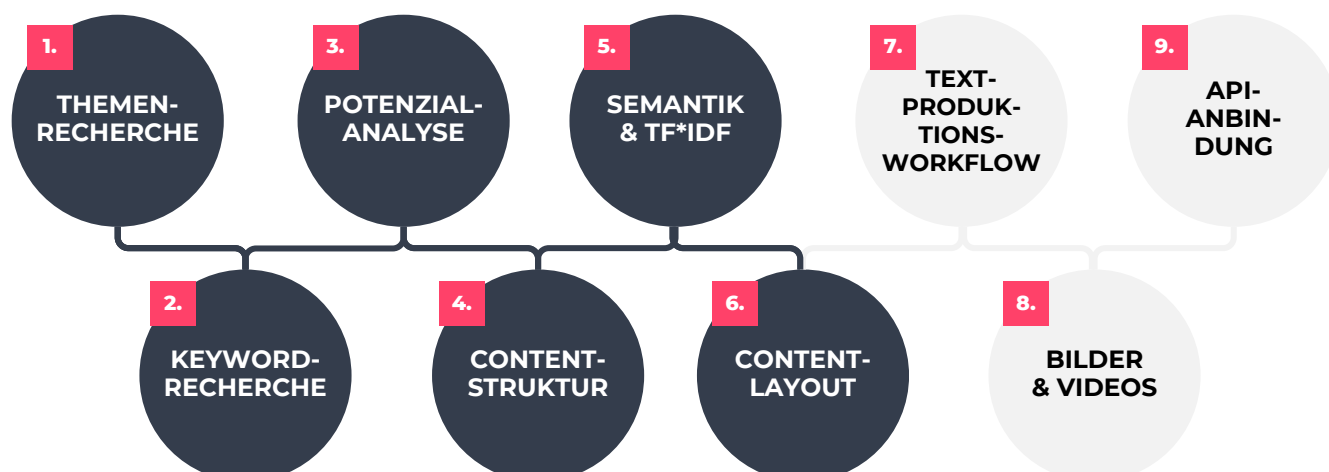 1.
THEMEN-
RECHERCHE
2.
KEYWORD-
RECHERCHE
3.
POTENZIAL-
ANALYSE
4.
CONTENT-
STRUKTUR
5.
SEMANTIK
& TF*IDF
6.
CONTENT-
LAYOUT
7.
TEXT-
PRODUK-
TIONS-
WORKFLOW
8.
BILDER
& VIDEOS
9.
API-
ANBIN-
DUNG